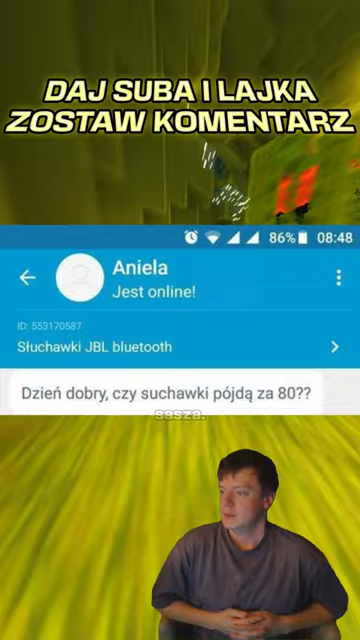 DAJ SUBA I LAJKA
ZOSTAW KOMENTARZ
86% 08:48
Aniela
Jest online!
ID: 553170587
Słuchawki JBL bluetooth
Dzień dobry, czy suchawki pójdą za 80??
sasza.